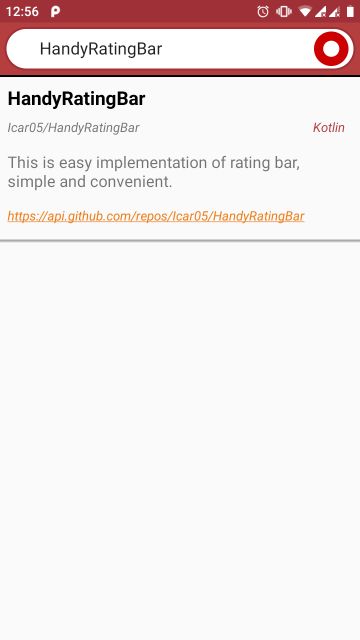 12:56
HandyRatingBar
HandyRatingBar
Icar05/HandyRatingBar Kotlin
This is easy implementation of rating bar,
simple and convenient.
https://api.github.com/repos/Icar05/HandyRatingBar